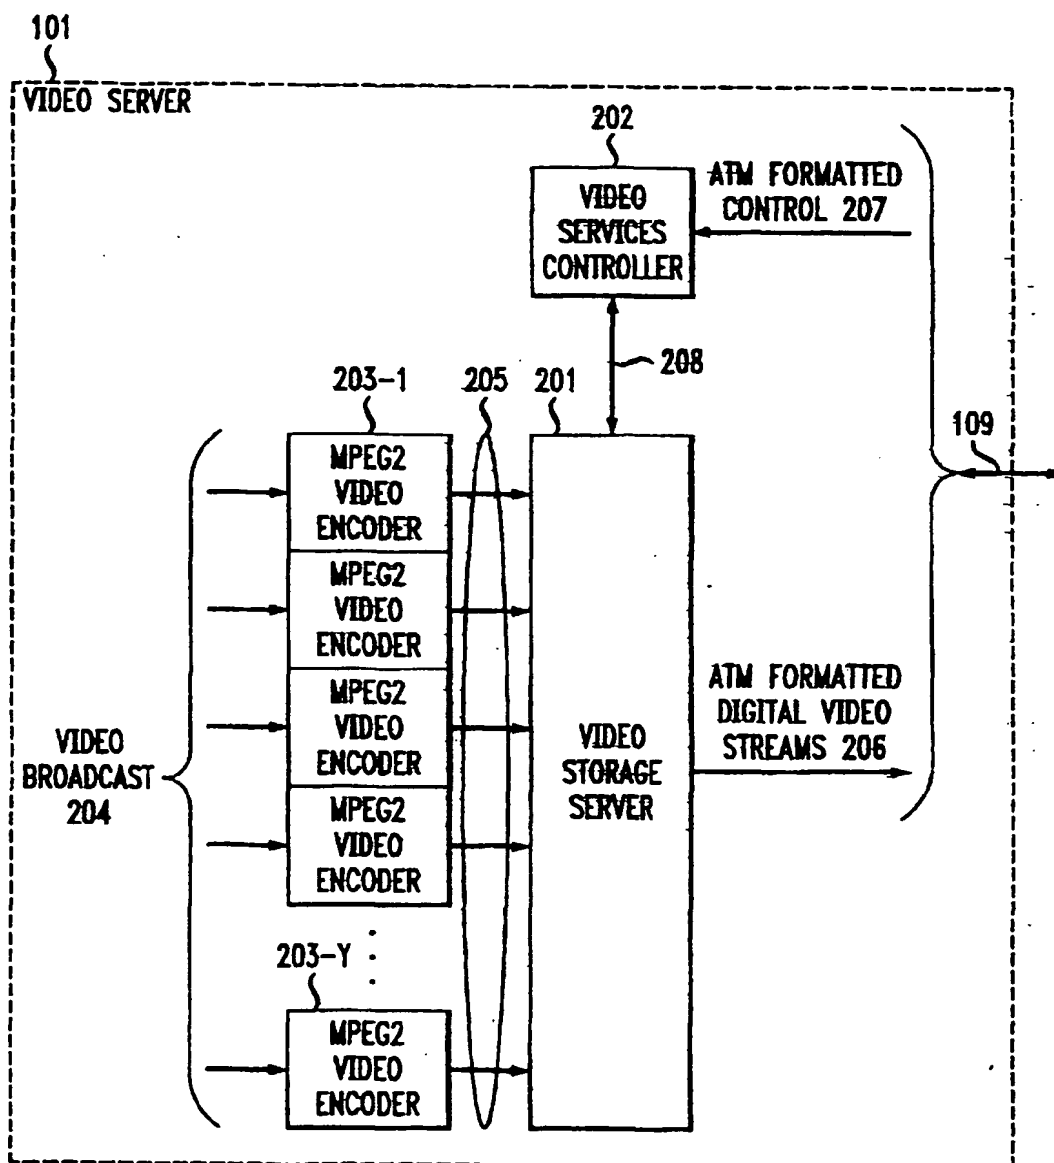 101
VIDEO SERVER
202
VIDEO
SERVICES
CONTROLLER
ATM FORMATTED
CONTROL 207
208
203-1
205
201
109
MPEG2
VIDEO
ENCODER
MPEG2
VIDEO
ENCODER
MPEG2
VIDEO
ENCODER
MPEG2
VIDEO
ENCODER
VIDEO
BROADCAST
204
VIDEO
STORAGE
SERVER
ATM FORMATTED
DIGITAL VIDEO
STREAMS 206
203-Y
MPEG2
VIDEO
ENCODER